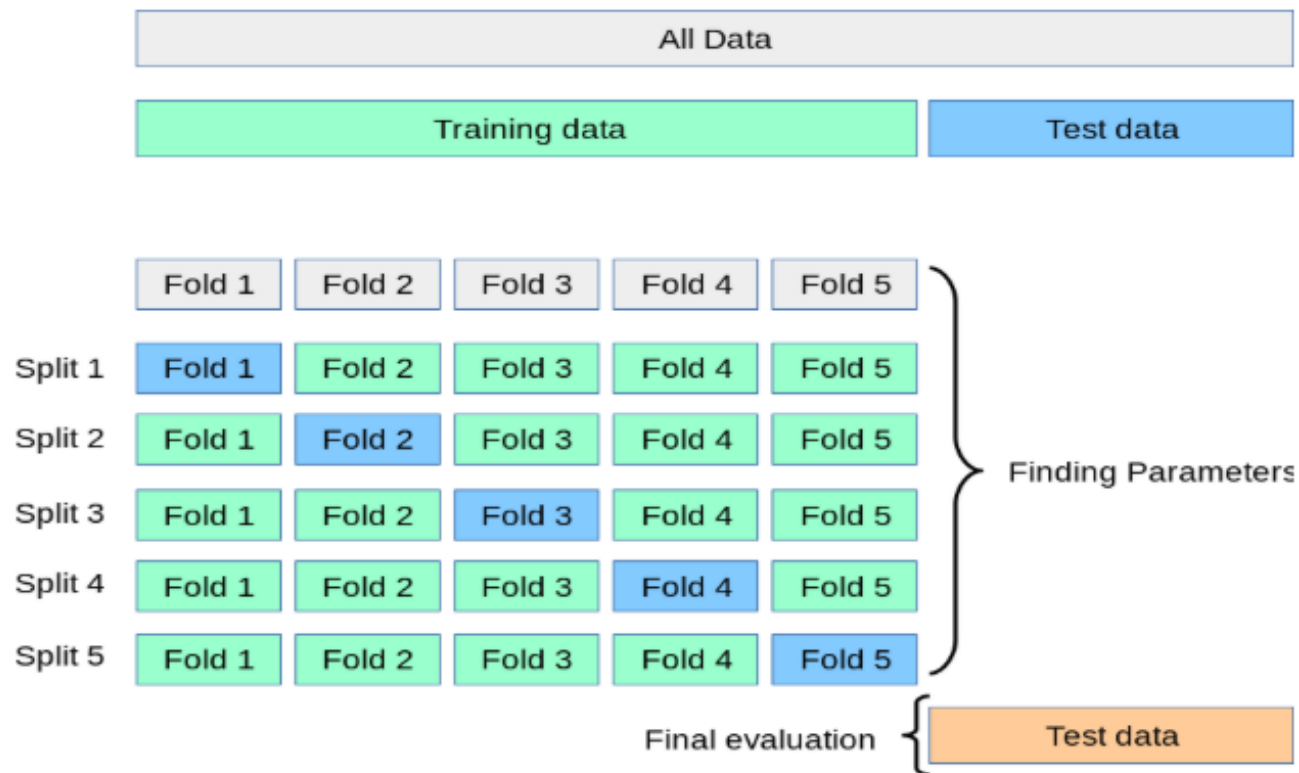 All Data
Training data Test data
Fold 1 Fold 2 Fold 3 Fold 4 Fold 5
Split 1 Fold 1 Fold 2 Fold 3 Fold 4 Fold 5
Split 2 Fold 1 Fold 2 Fold 3 Fold 4 Fold 5
Finding Parameters
Split 3 Fold 1 Fold 2 Fold 3 Fold 4 Fold 5
Split 4 Fold 1 Fold 2 Fold 3 Fold 4 Fold 5
Split 5 Fold 1 Fold 2 Fold 3 Fold 4 Fold 5
Final evaluation Test data